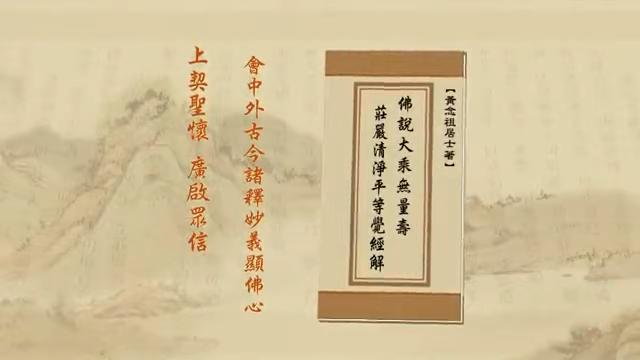 【黃念祖居士著】
佛說大乘無量壽
莊嚴清淨平等覺經解
會中外古今諸釋妙義顯佛心
上契聖懷 廣啟眾信